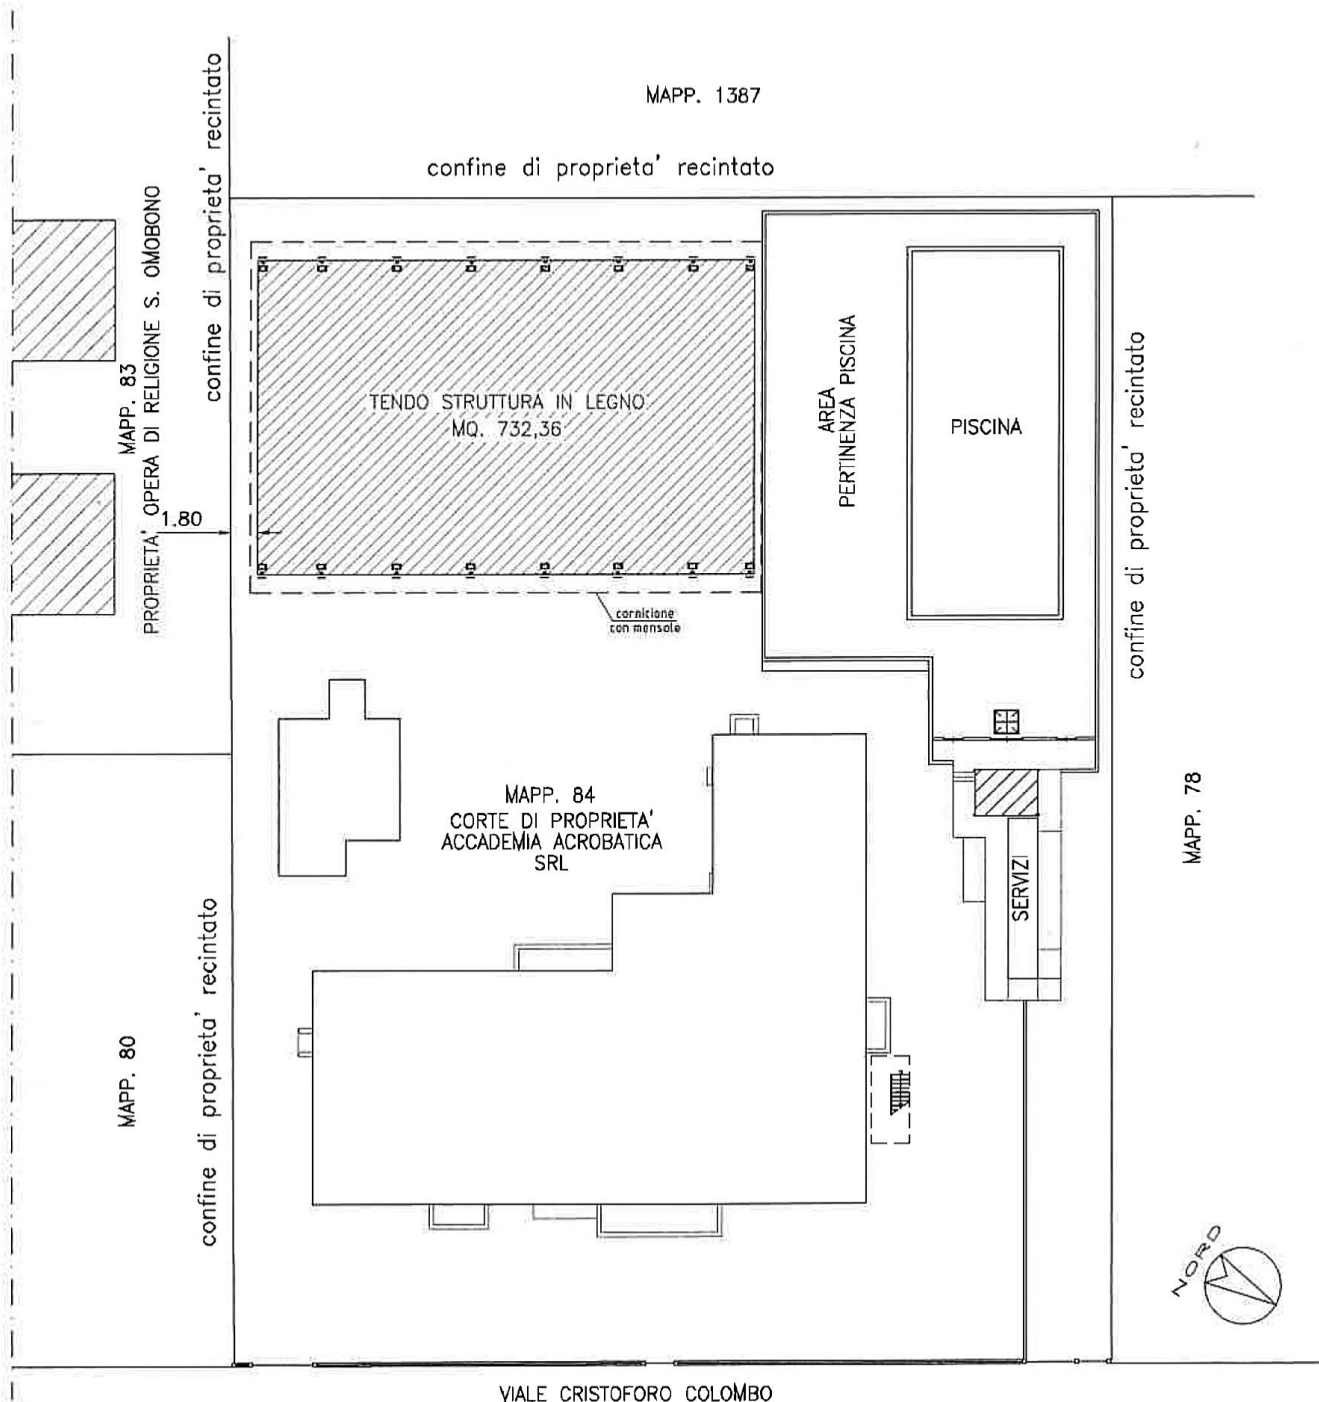 MAPP. 1387
confine di proprieta' recintato
confine di proprieta' recintato
MAPP. 83
PROPRIETA' OPERA DI RELIGIONE S. OMOBONO
1.80
TENDO STRUTTURA IN LEGNO
MQ. 732,36
cornicione
con mensole
AREA
PERTINENZA PISCINA
PISCINA
confine di proprieta' recintato
MAPP. 84
CORTE DI PROPRIETA'
ACCADEMIA ACROBATICA
SRL
SERVIZI
MAPP. 78
MAPP. 80
confine di proprieta' recintato
NORD
VIALE CRISTOFORO COLOMBO